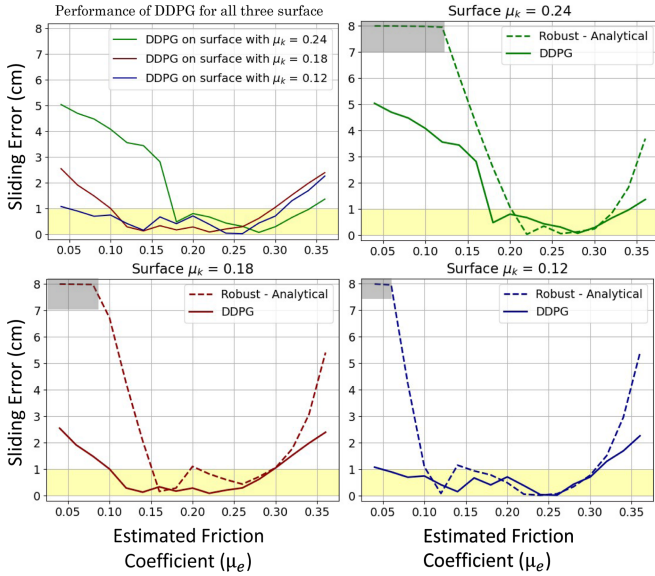 Performance of DDPG for all three surface
DDPG on surface with μk = 0.24
DDPG on surface with μk = 0.18
DDPG on surface with μk = 0.12
Sliding Error (cm)
8
7
6
5
4
3
2
1
0
0.05 0.10 0.15 0.20 0.25 0.30 0.35
Surface μk = 0.24
Robust - Analytical
DDPG
8
7
6
5
4
3
2
1
0
0.05 0.10 0.15 0.20 0.25 0.30 0.35
Surface μk = 0.18
Robust - Analytical
DDPG
Sliding Error (cm)
8
7
6
5
4
3
2
1
0
0.05 0.10 0.15 0.20 0.25 0.30 0.35
Estimated Friction
Coefficient (μe)
Surface μk = 0.12
Robust - Analytical
DDPG
8
7
6
5
4
3
2
1
0
0.05 0.10 0.15 0.20 0.25 0.30 0.35
Estimated Friction
Coefficient (μe)